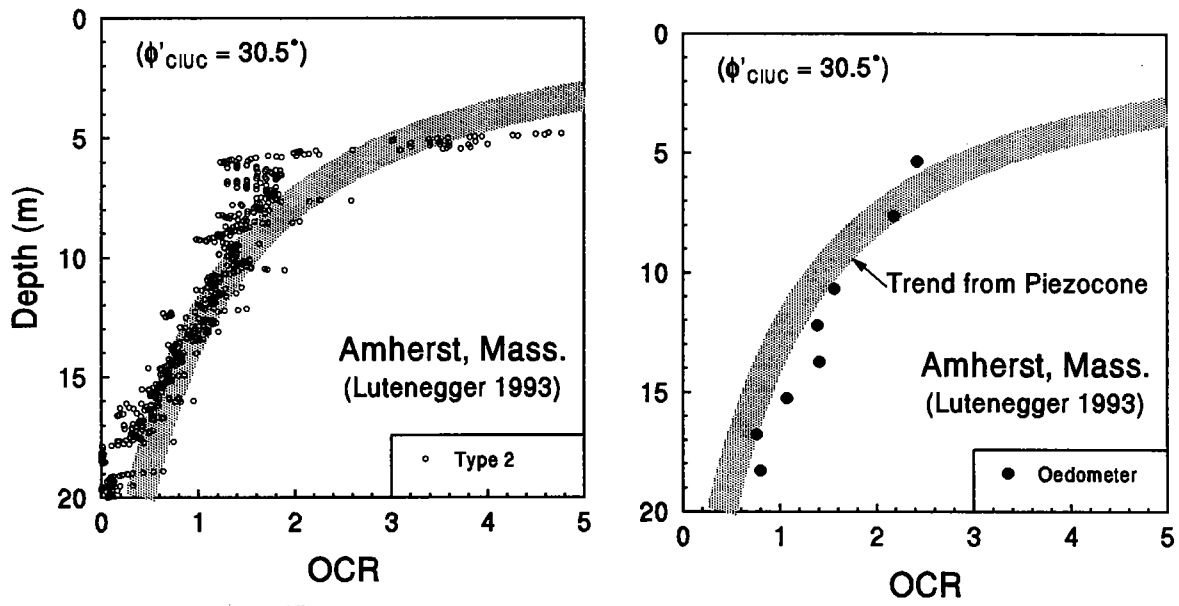 0
(ϕ'CIUC = 30.5°)
5
10
15
20
Depth (m)
Amherst, Mass.
(Lutenegger 1993)
Type 2
0 1 2 3 4 5
OCR
0
(ϕ'CIUC = 30.5°)
5
10
15
20
Trend from Piezocone
Amherst, Mass.
(Lutenegger 1993)
Oedometer
0 1 2 3 4 5
OCR